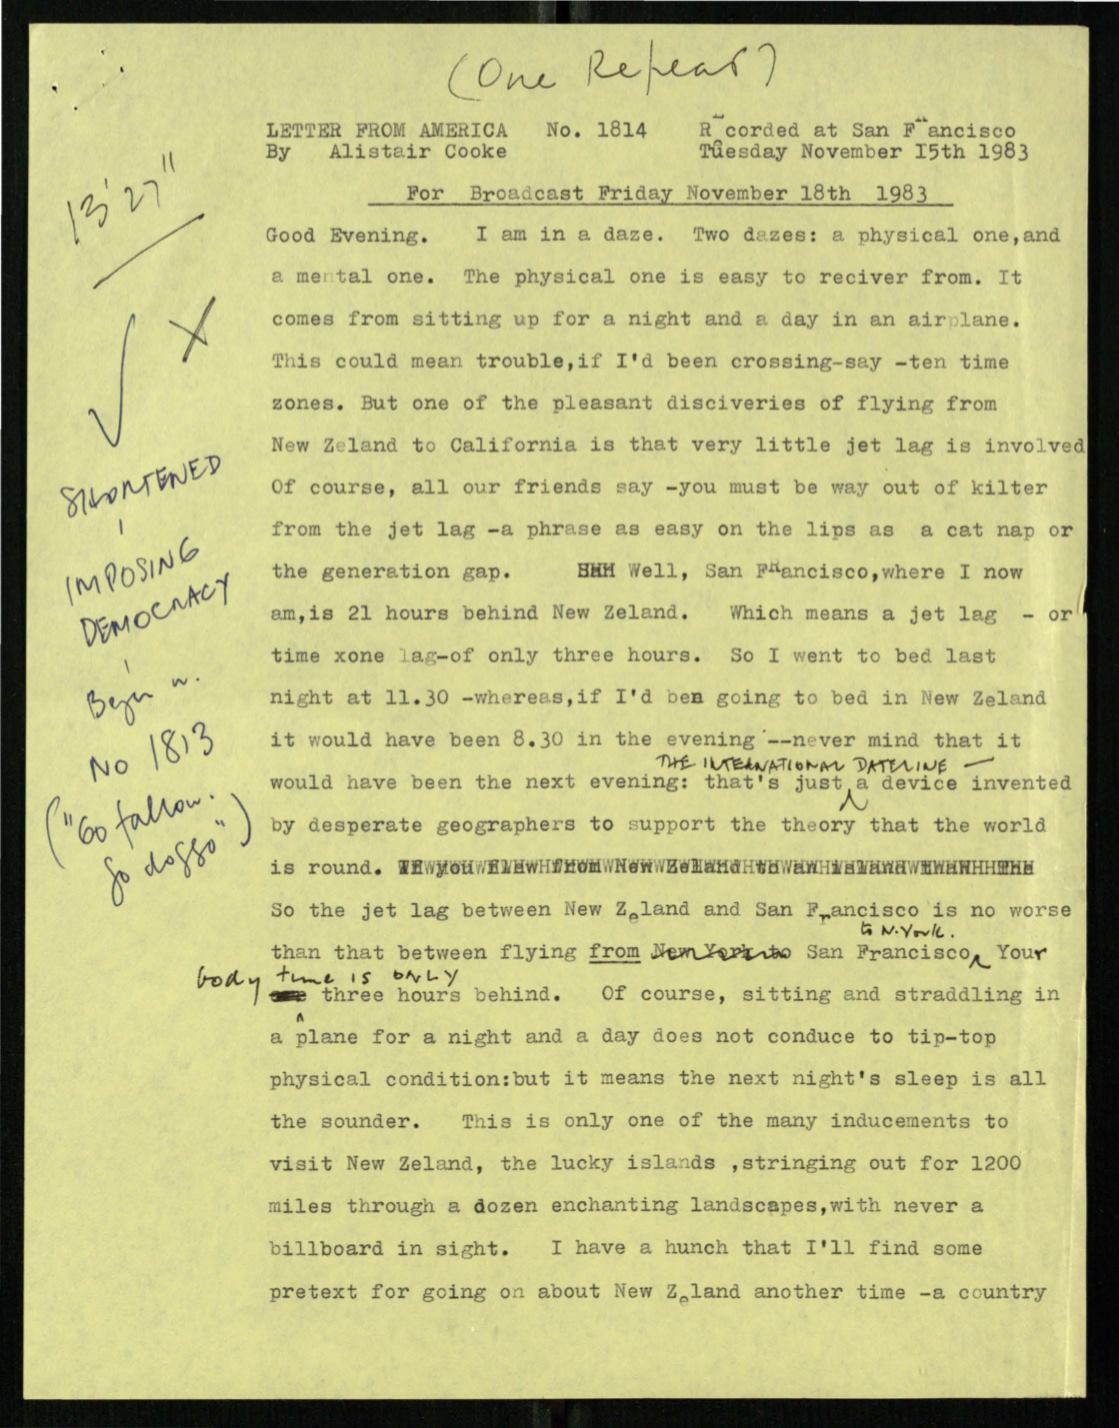 (One Repeat)
LETTER FROM AMERICA No. 1814 Recorded at San Francisco
By Alistair Cooke Tuesday November I5th 1983
13'27"
For Broadcast Friday November 18th 1983
Good Evening. I am in a daze. Two dazes: a physical one,and
a mental one. The physical one is easy to reciver from. It
comes from sitting up for a night and a day in an airplane.
This could mean trouble,if I'd been crossing-say -ten time
zones. But one of the pleasant disciveries of flying from
New Zeland to California is that very little jet lag is involved
SHORTENED
Of course, all our friends say -you must be way out of kilter
from the jet lag -a phrase as easy on the lips as a cat nap or
IMPOSING
DEMOCRACY
the generation gap. Well, San Francisco,where I now
am,is 21 hours behind New Zeland. Which means a jet lag - or
time xone lag-of only three hours. So I went to bed last
Begin w.
No 1813
("Go fallow.
go doggo")
night at 11.30 -whereas,if I'd ben going to bed in New Zeland
it would have been 8.30 in the evening --never mind that it
THE INTERNATIONAL DATELINE —
would have been the next evening: that's just a device invented
by desperate geographers to support the theory that the world
is round. If you flew from New Zeland to an island
So the jet lag between New Zeland and San Francisco is no worse
to N.York.
than that between flying from New York to San Francisco Your
body time is ONLY
three hours behind. Of course, sitting and straddling in
a plane for a night and a day does not conduce to tip-top
physical condition:but it means the next night's sleep is all
the sounder. This is only one of the many inducements to
visit New Zeland, the lucky islands ,stringing out for 1200
miles through a dozen enchanting landscapes,with never a
billboard in sight. I have a hunch that I'll find some
pretext for going on about New Zeland another time -a country